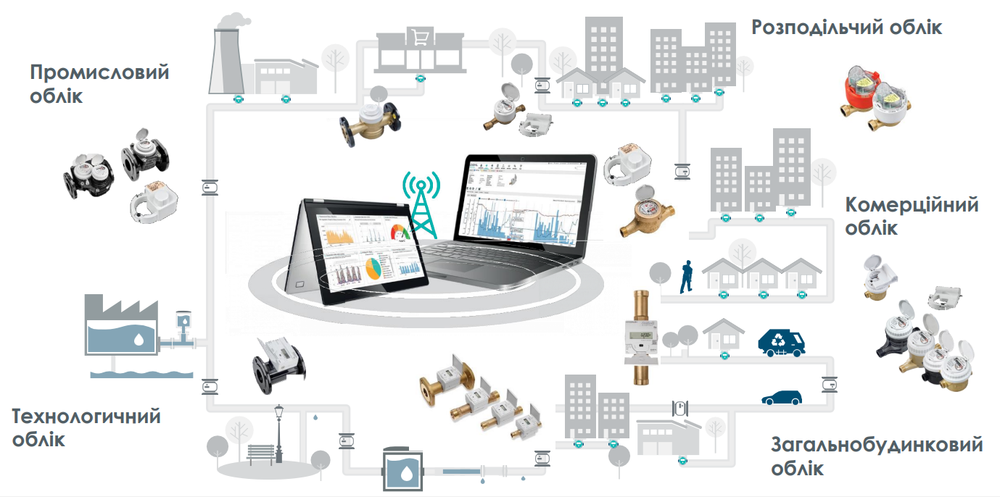 Розподільчий облік
Промисловий
облік
Комерційний
облік
Технологичний
облік
Загальнобудинковий
облік